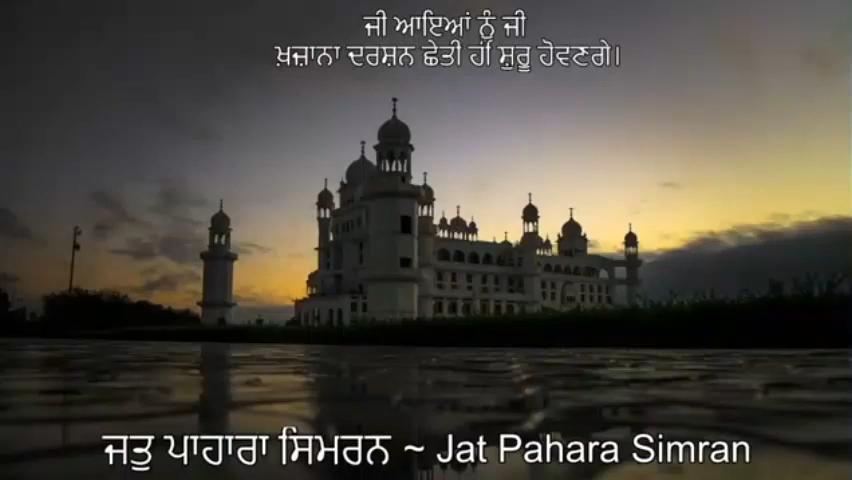 ਜੀ ਆਇਆਂ ਨੂੰ ਜੀ
ਖ਼ਜ਼ਾਨਾ ਦਰਸ਼ਨ ਛੇਤੀ ਹੀ ਸ਼ੁਰੂ ਹੋਵਣਗੇ।
ਜਤੁ ਪਾਹਾਰਾ ਸਿਮਰਨ ~ Jat Pahara Simran